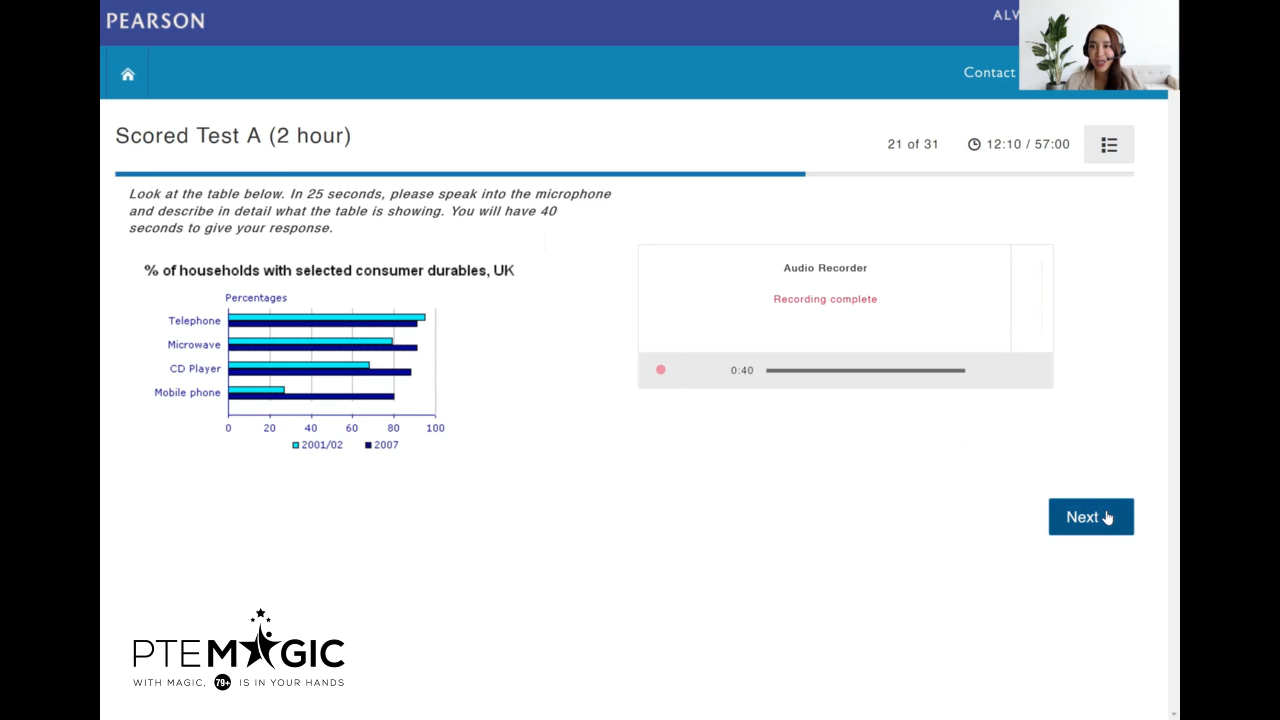 PEARSON
ALV
Contact
Scored Test A (2 hour)
21 of 31
12:10 / 57:00
Look at the table below. In 25 seconds, please speak into the microphone
and describe in detail what the table is showing. You will have 40
seconds to give your response.
% of households with selected consumer durables, UK
Percentages
Telephone
Microwave
CD Player
Mobile phone
0 20 40 60 80 100
2001/02 2007
Audio Recorder
Recording complete
0:40
Next
PTEMAGIC
WITH MAGIC, 79+ IS IN YOUR HANDS